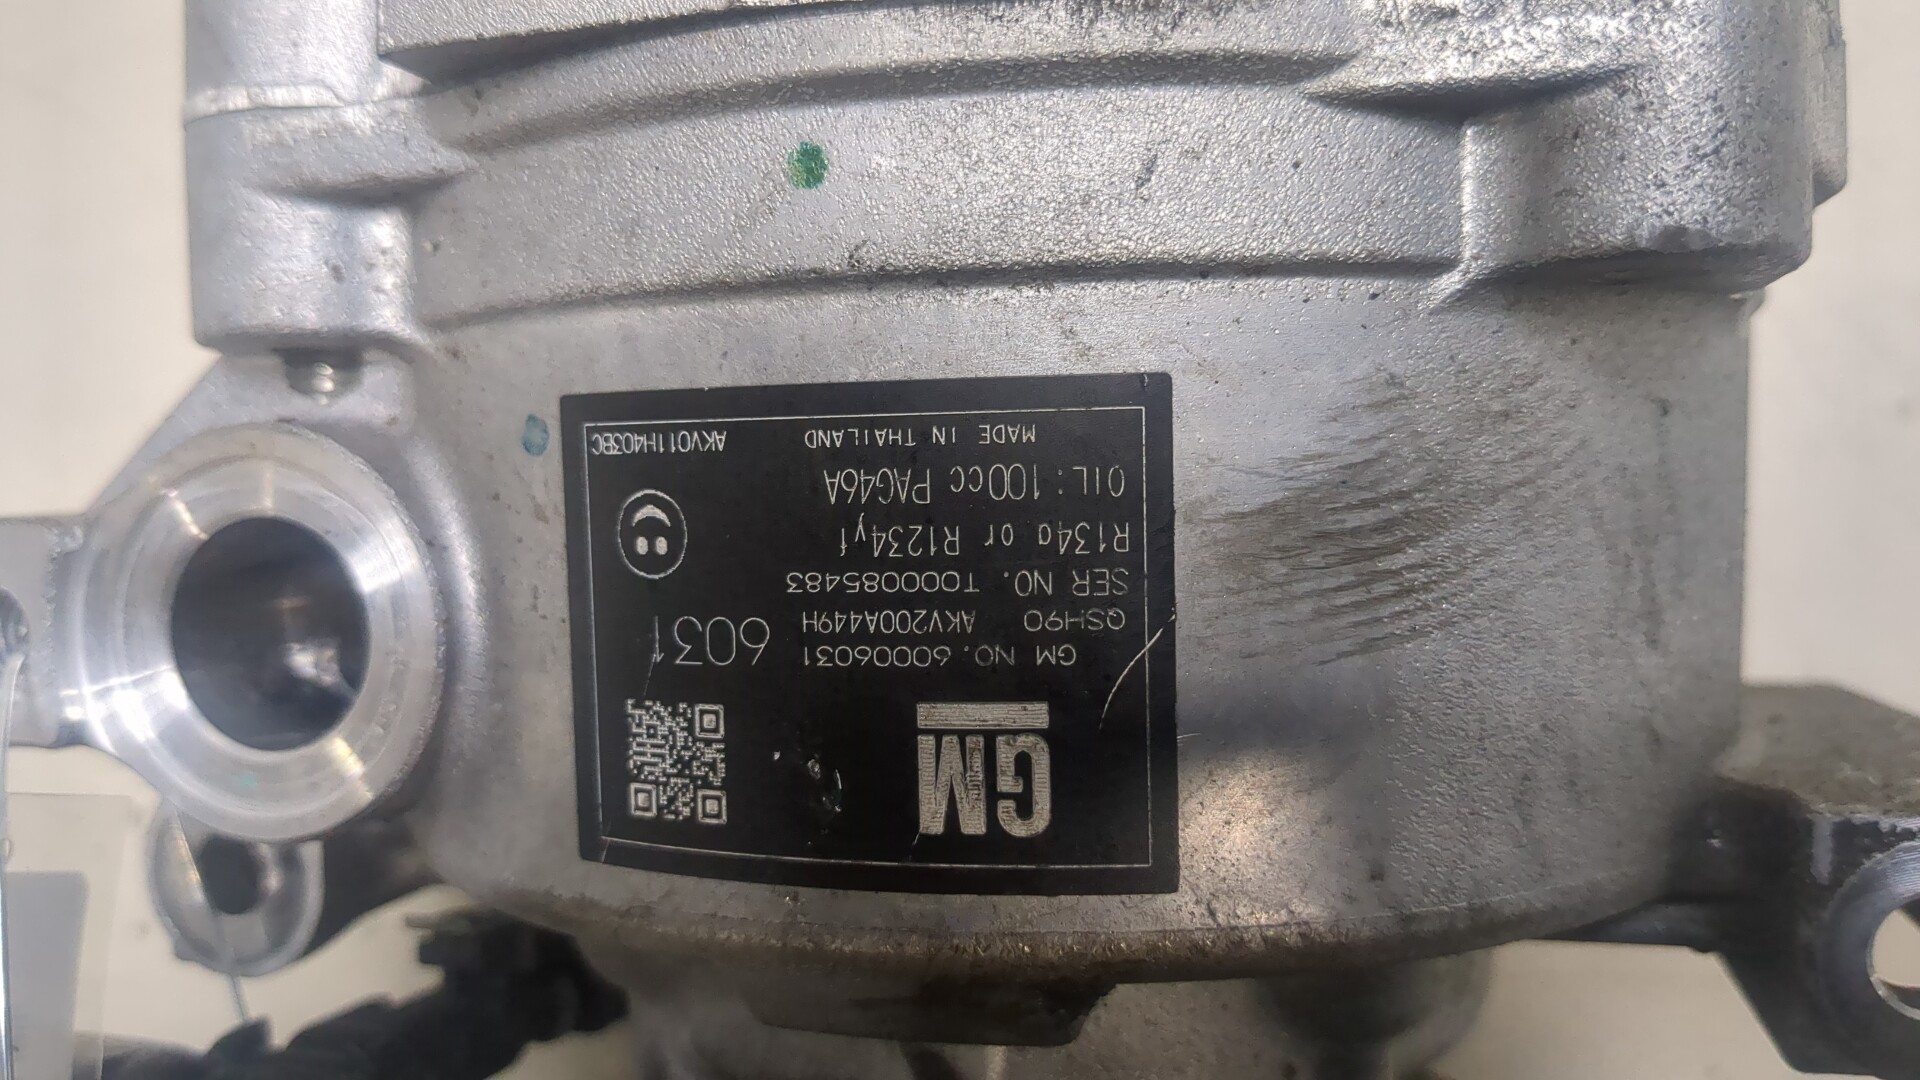 GM
GM NO. 60006031
6031
QSH90 AKV200A449H
SER NO. T000085483
R134a or R1234yf
OIL: 100cc PAG46A
MADE IN THAILAND AKV011H403BC